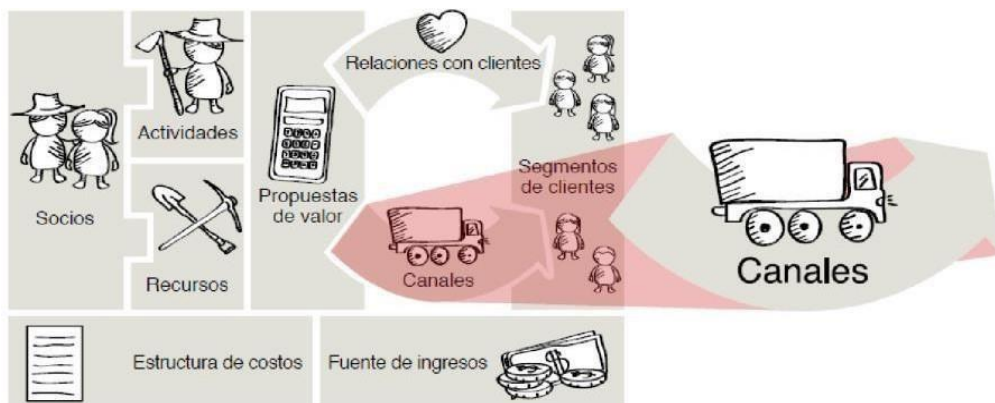 Socios
Actividades
Recursos
Propuestas
de valor
Relaciones con clientes
Canales
Segmentos
de clientes
Canales
Estructura de costos
Fuente de ingresos